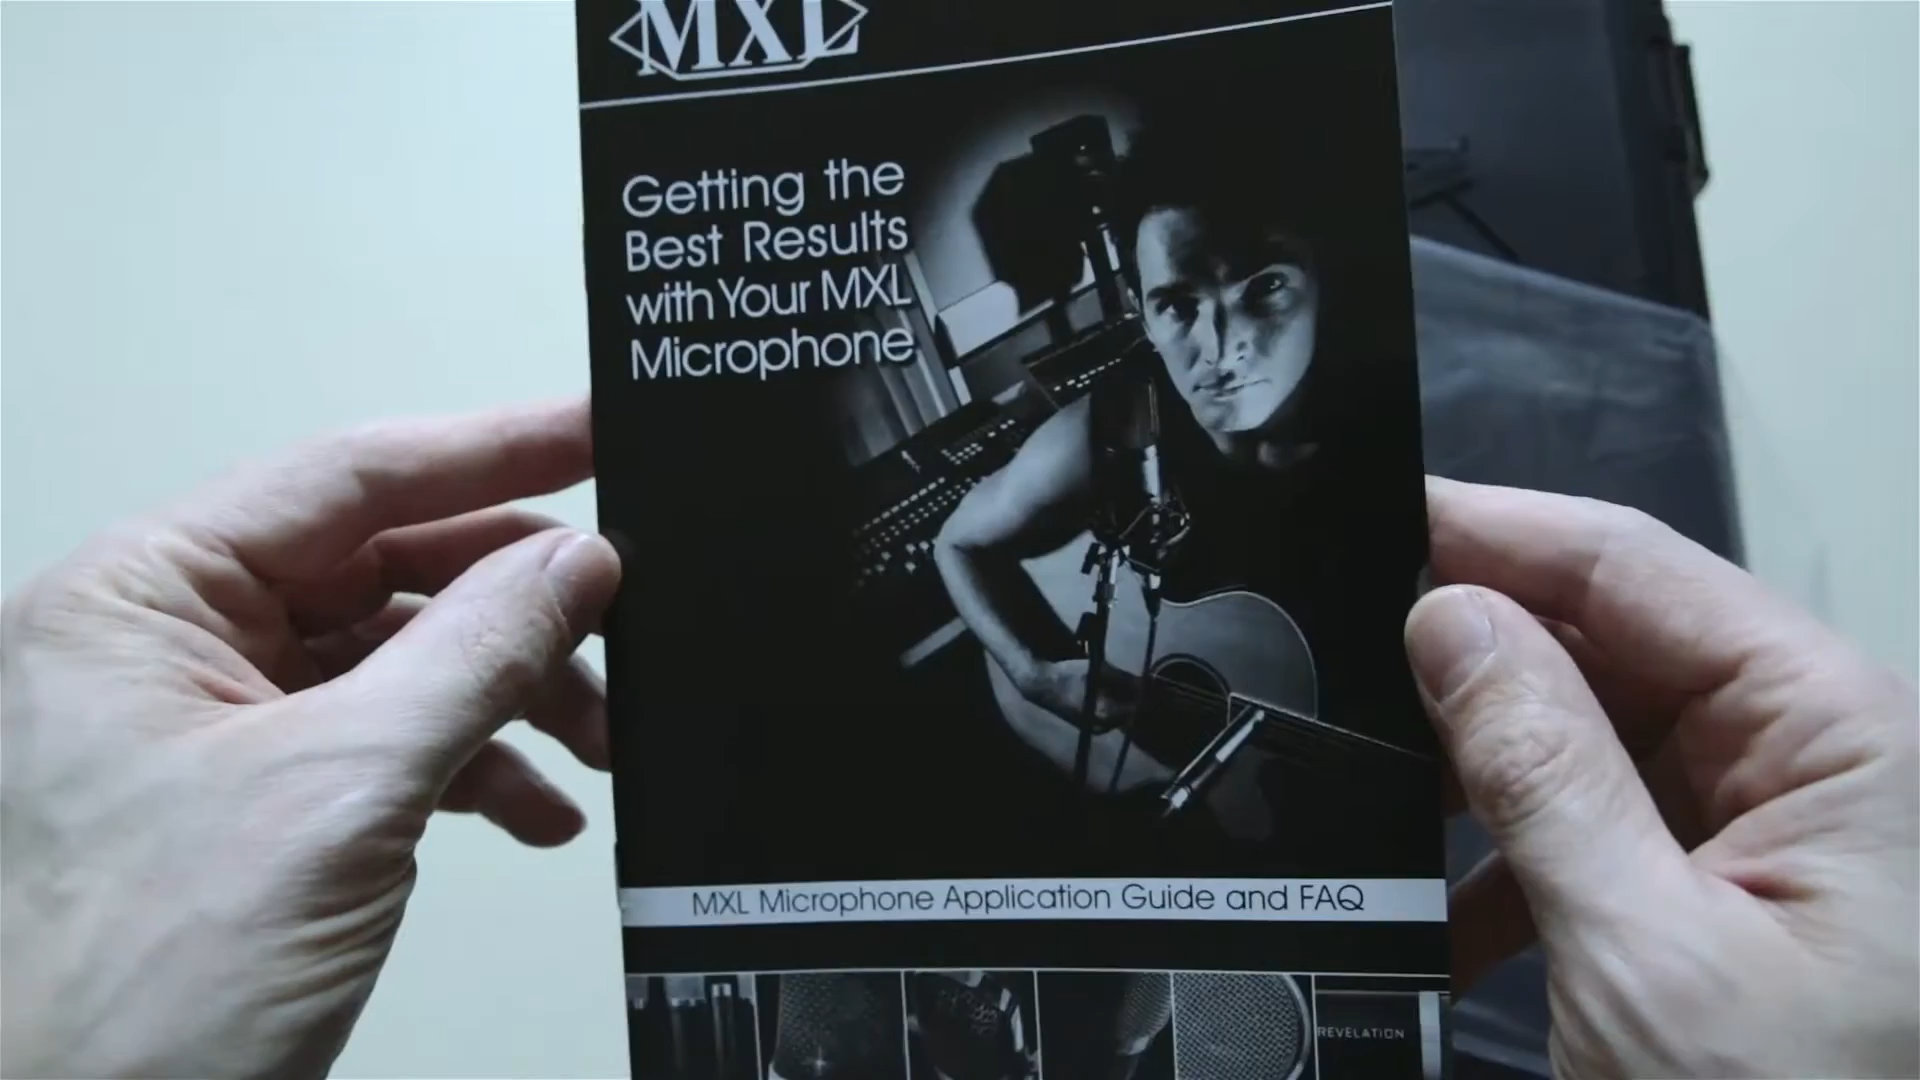 MXL
Getting the
Best Results
with Your MXL
Microphone
MXL Microphone Application Guide and FAQ
REVELATION